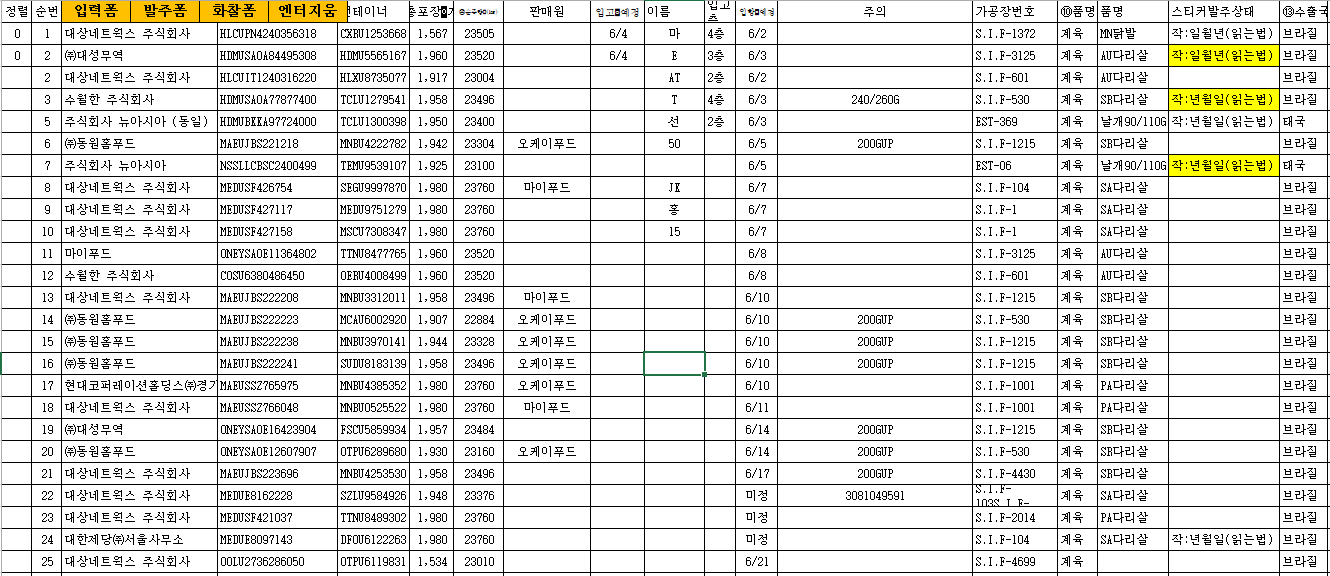 정렬 순번 입력폼 발주폼 화찰폼 엔터지움 컨테이너 판매원 이름 주의 가공장번호 ⑩품명 품명 스티커발주상태 ⑬수출국
0 1 대상네트웍스 주식회사 HLCUPN4240356318 CXRU1253668 1,567 23505 6/4 마 4층 6/2 S.I.F-1372 계육 MN닭발 작:일월년(읽는법) 브라질
0 2 ㈜대성무역 HDMUSAOA84495308 HDMU5565167 1,960 23520 6/4 E 3층 6/3 S.I.F-3125 계육 AU다리살 작:일월년(읽는법) 브라질
2 대상네트웍스 주식회사 HLCUIT1240316220 HLXU8735077 1,917 23004 AT 2층 6/2 S.I.F-601 계육 AU다리살 브라질
3 수월한 주식회사 HDMUSAOA77877400 TCLU1279541 1,958 23496 T 4층 6/3 240/260G S.I.F-530 계육 SB다리살 작:년월일(읽는법) 브라질
5 주식회사 뉴아시아 (동일) HDMUBKKA97724000 TCLU1300398 1,950 23400 선 2층 6/3 EST-369 계육 날개90/110G 작:년월일(읽는법) 태국
6 ㈜동원홈푸드 MAEUJBS221218 MNBU4222782 1,942 23304 오케이푸드 50 6/5 200GUP S.I.F-1215 계육 SB다리살 브라질
7 주식회사 뉴아시아 NSSLLCBSC2400499 TEMU9539107 1,925 23100 6/5 EST-06 계육 날개90/110G 작:년월일(읽는법) 태국
8 대상네트웍스 주식회사 MEDUSF426754 SEGU9997870 1,980 23760 마이푸드 JK 6/7 S.I.F-104 계육 SA다리살 브라질
9 대상네트웍스 주식회사 MEDUSF427117 MEDU9751279 1,980 23760 홍 6/7 S.I.F-1 계육 SA다리살 브라질
10 대상네트웍스 주식회사 MEDUSF427158 MSCU7308347 1,980 23760 15 6/7 S.I.F-1 계육 SA다리살 브라질
11 마이푸드 ONEYSAOE11364802 TTNU8477765 1,960 23520 6/8 S.I.F-3125 계육 AU다리살 브라질
12 수월한 주식회사 COSU6380486450 OERU4008499 1,960 23520 6/8 S.I.F-601 계육 AU다리살 브라질
13 대상네트웍스 주식회사 MAEUJBS222208 MNBU3312011 1,958 23496 마이푸드 6/10 S.I.F-1215 계육 SB다리살 브라질
14 ㈜동원홈푸드 MAEUJBS222223 MCAU6002920 1,907 22884 오케이푸드 6/10 200GUP S.I.F-530 계육 SB다리살 브라질
15 ㈜동원홈푸드 MAEUJBS222238 MNBU3970141 1,944 23328 오케이푸드 6/10 200GUP S.I.F-1215 계육 SB다리살 브라질
16 ㈜동원홈푸드 MAEUJBS222241 SUDU8183139 1,958 23496 오케이푸드 6/10 200GUP S.I.F-1215 계육 SB다리살 브라질
17 현대코퍼레이션홀딩스㈜경기 MAEUSSZ765975 MNBU4385352 1,980 23760 오케이푸드 6/10 S.I.F-1001 계육 PA다리살 브라질
18 대상네트웍스 주식회사 MAEUSSZ766048 MNBU0525522 1,980 23760 마이푸드 6/11 S.I.F-1001 계육 PA다리살 브라질
19 ㈜대성무역 ONEYSAOE16423904 FSCU5859934 1,957 23484 6/14 200GUP S.I.F-1215 계육 SB다리살 브라질
20 ㈜동원홈푸드 ONEYSAOE12607907 OTPU6289680 1,930 23160 오케이푸드 6/14 200GUP S.I.F-530 계육 SB다리살 브라질
21 대상네트웍스 주식회사 MAEUJBS223696 MNBU4253530 1,958 23496 6/17 200GUP S.I.F-4430 계육 SB다리살 브라질
22 대상네트웍스 주식회사 MEDUE8162228 SZLU9584926 1,948 23376 미정 3081049591 계육 SA다리살 브라질
23 대상네트웍스 주식회사 MEDUSF421037 TTNU8489302 1,980 23760 미정 S.I.F-2014 계육 PA다리살 브라질
24 대한제당㈜서울사무소 MEDUE8097143 DFOU6122263 1,980 23760 미정 S.I.F-104 계육 SA다리살 작:년월일(읽는법) 브라질
25 대상네트웍스 주식회사 OOLU2736286050 OTPU6119831 1,534 23010 6/21 S.I.F-4699 계육 브라질